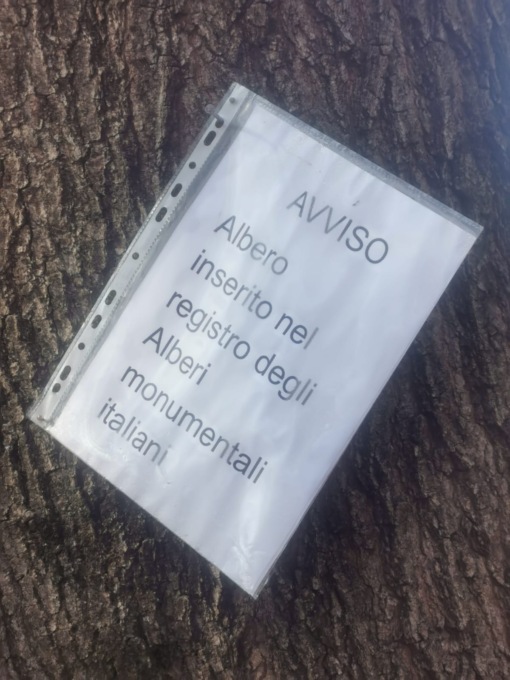 AVVISO
Albero
inserito nel
registro degli
Alberi
monumentali
italiani